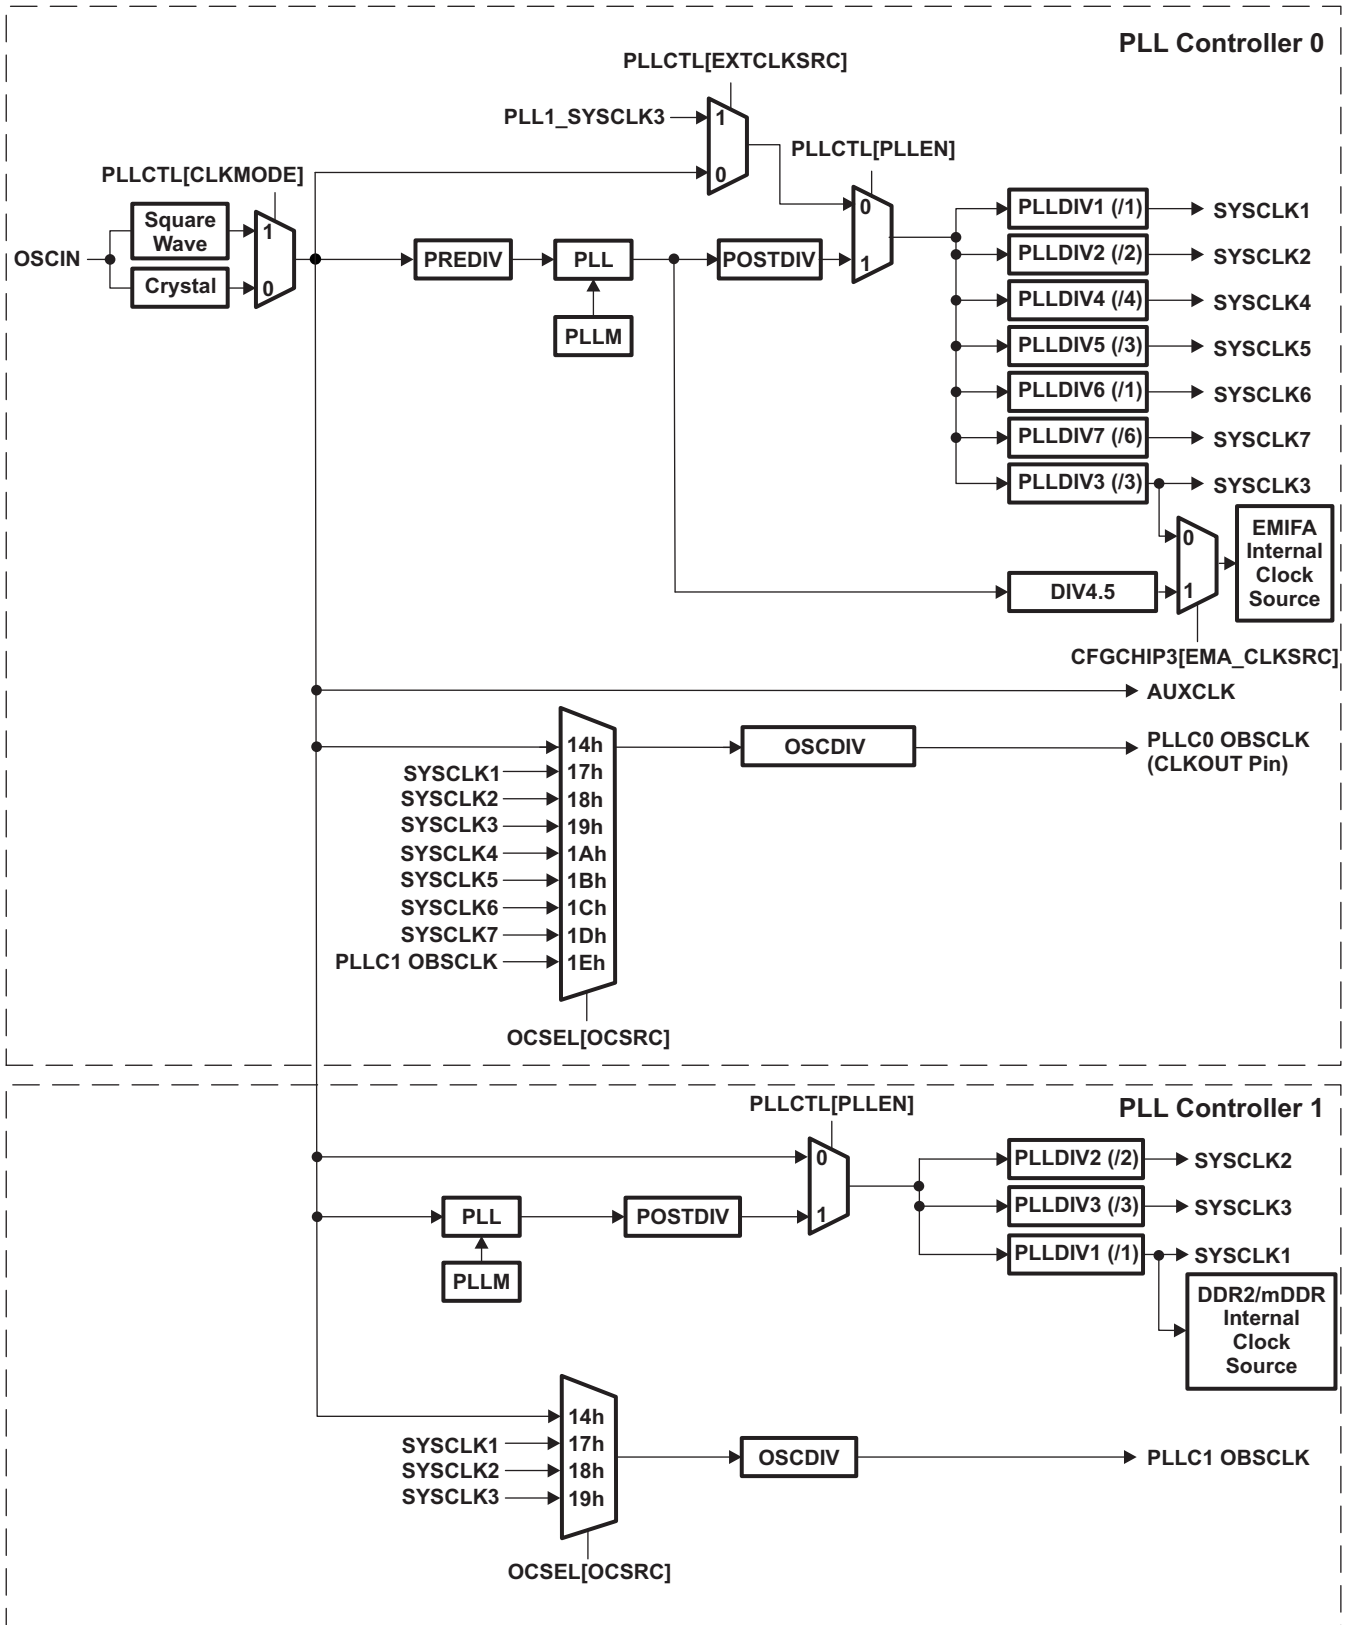 PLL Controller 0
PLLCTL[EXTCLKSRC]
PLL1_SYSCLK3
1
0
PLLCTL[PLLEN]
0
1
PLLCTL[CLKMODE]
OSCIN
Square
Wave
Crystal
1
0
PREDIV
PLL
PLLM
POSTDIV
PLLDIV1 (/1)
SYSCLK1
PLLDIV2 (/2)
SYSCLK2
PLLDIV4 (/4)
SYSCLK4
PLLDIV5 (/3)
SYSCLK5
PLLDIV6 (/1)
SYSCLK6
PLLDIV7 (/6)
SYSCLK7
PLLDIV3 (/3)
SYSCLK3
DIV4.5
0
1
EMIFA
Internal
Clock
Source
CFGCHIP3[EMA_CLKSRC]
AUXCLK
14h
SYSCLK1
17h
SYSCLK2
18h
SYSCLK3
19h
SYSCLK4
1Ah
SYSCLK5
1Bh
SYSCLK6
1Ch
SYSCLK7
1Dh
PLLC1 OBSCLK
1Eh
OCSEL[OCSRC]
OSCDIV
PLLC0 OBSCLK
(CLKOUT Pin)
PLL Controller 1
PLLCTL[PLLEN]
0
1
PLL
PLLM
POSTDIV
PLLDIV2 (/2)
SYSCLK2
PLLDIV3 (/3)
SYSCLK3
PLLDIV1 (/1)
SYSCLK1
DDR2/mDDR
Internal
Clock
Source
14h
SYSCLK1
17h
SYSCLK2
18h
SYSCLK3
19h
OCSEL[OCSRC]
OSCDIV
PLLC1 OBSCLK